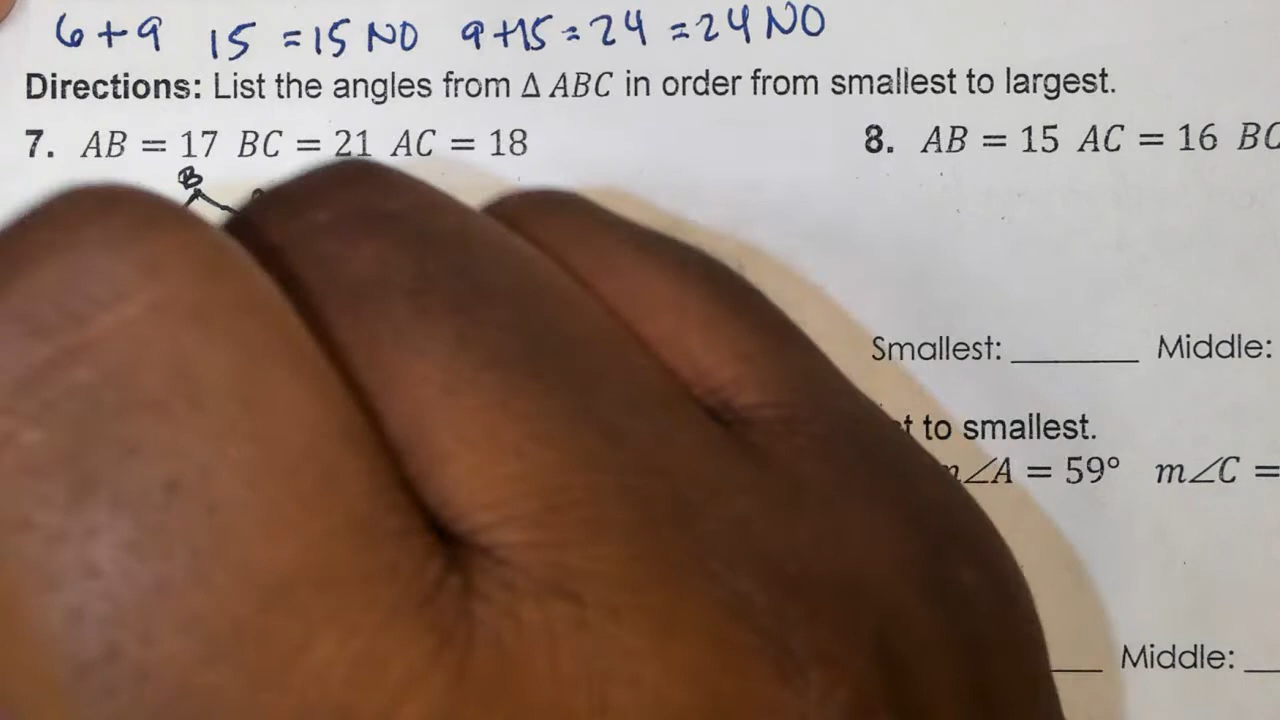 6+9 15 =15 NO 9+15=24 =24 NO
Directions: List the angles from Δ ABC in order from smallest to largest.
7. AB = 17 BC = 21 AC = 18
8. AB = 15 AC = 16 BC
B
Smallest: ________ Middle:
to smallest.
∠A = 59° m∠C =
Middle: __